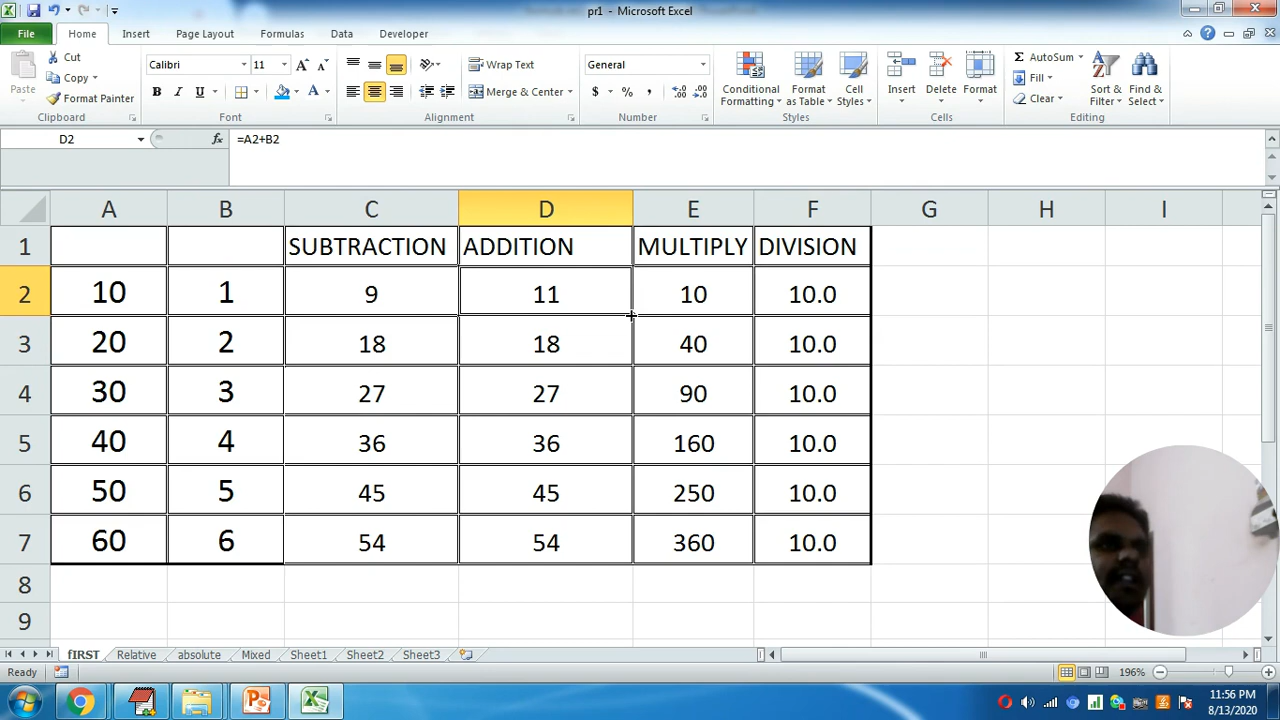 pr1 - Microsoft Excel
File Home Insert Page Layout Formulas Data Developer
Paste Cut Copy Format Painter Clipboard
Calibri 11 Font
Wrap Text Merge & Center Alignment
General $ % , Number
Conditional Formatting Format as Table Cell Styles Styles
Insert Delete Format Cells
AutoSum Fill Clear Sort & Filter Find & Select Editing
D2 fx =A2+B2
A B C D E F G H I
1 SUBTRACTION ADDITION MULTIPLY DIVISION
2 10 1 9 11 10 10.0
3 20 2 18 18 40 10.0
4 30 3 27 27 90 10.0
5 40 4 36 36 160 10.0
6 50 5 45 45 250 10.0
7 60 6 54 54 360 10.0
8
9
fIRST Relative absolute Mixed Sheet1 Sheet2 Sheet3
Ready 196%
11:56 PM
8/13/2020